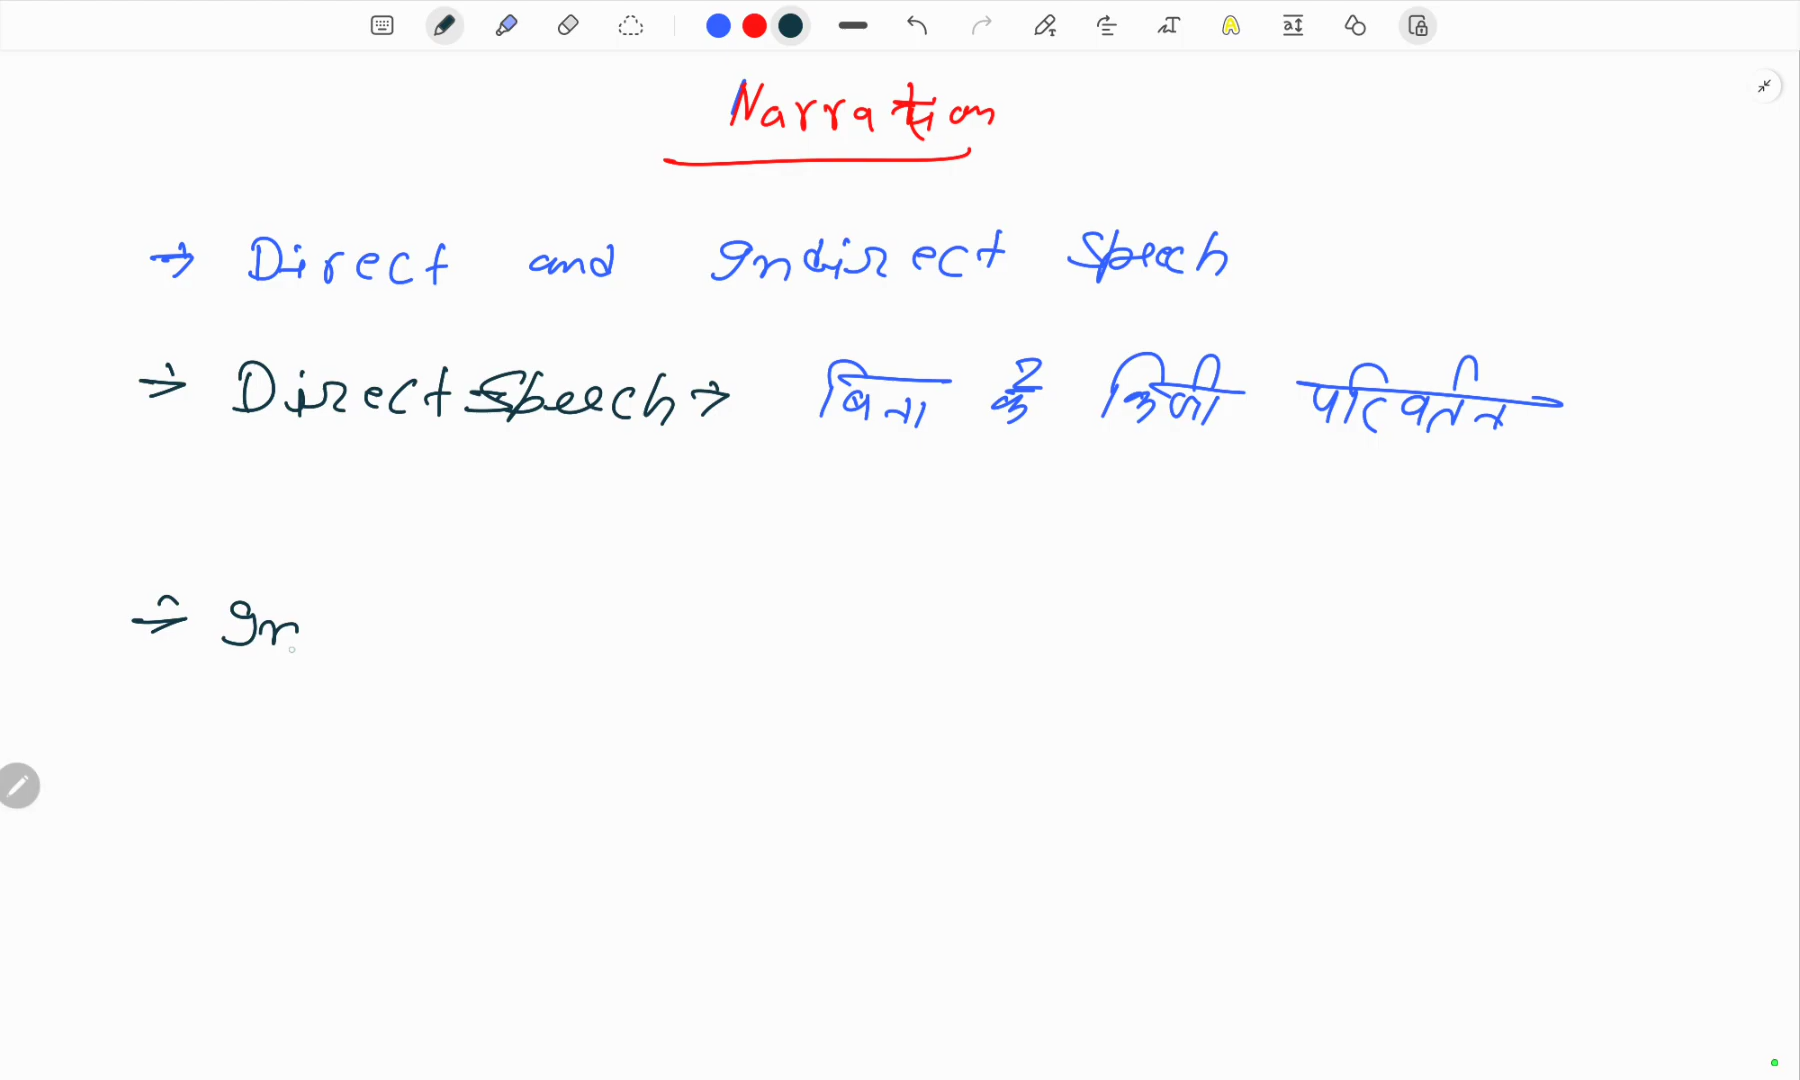 Narration
→ Direct and Indirect Speech
→ Direct Speech → बिना के किसी परिवर्तन
→ In